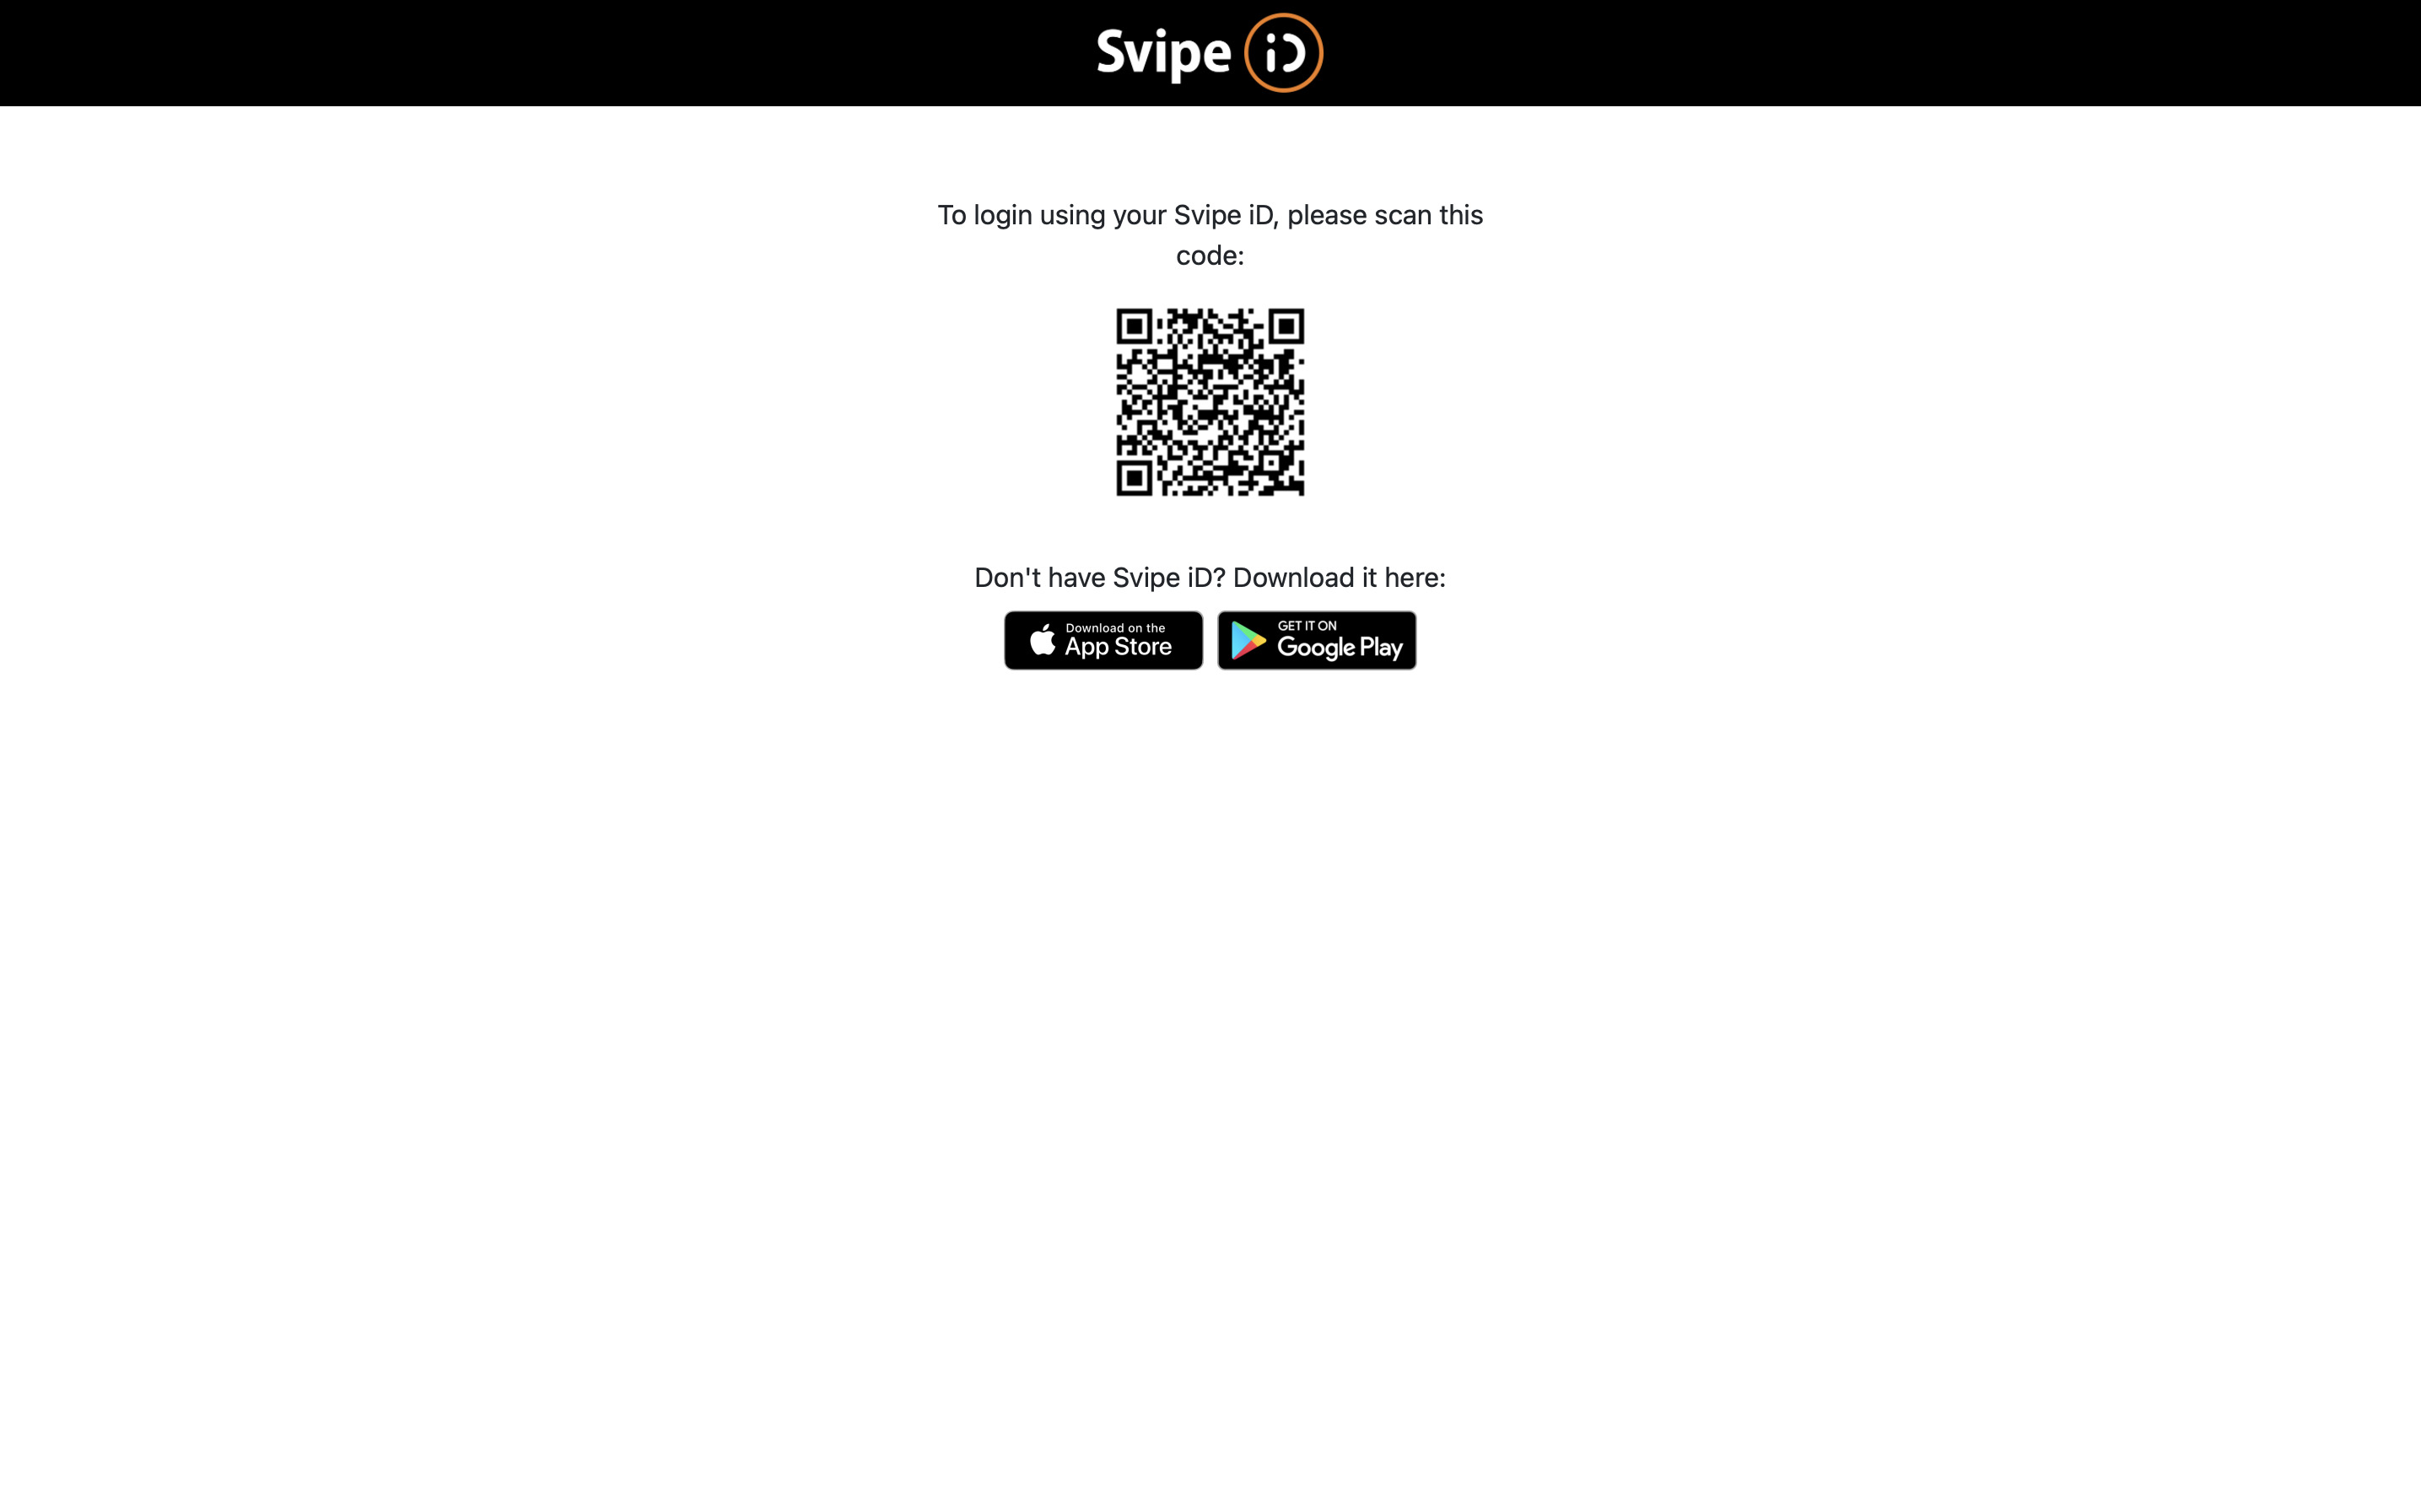 Svipe iD
To login using your Svipe iD, please scan this
code:
Don't have Svipe iD? Download it here:
Download on the
App Store
GET IT ON
Google Play